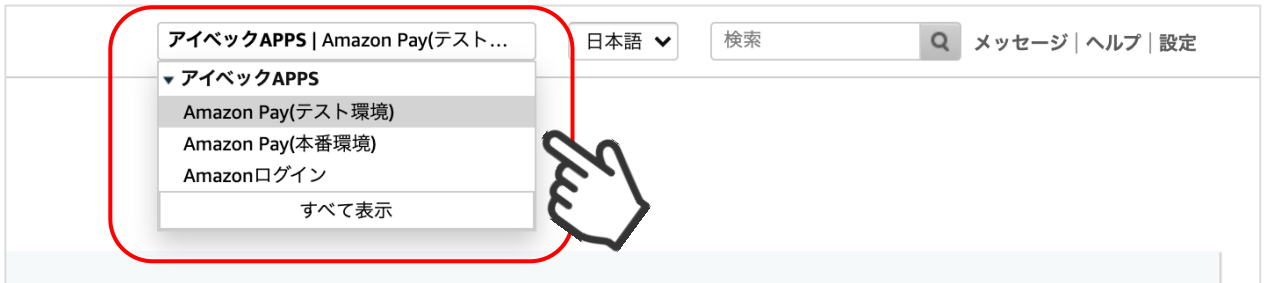 アイベックAPPS | Amazon Pay(テスト... 日本語 検索 メッセージ | ヘルプ | 設定
アイベックAPPS
Amazon Pay(テスト環境)
Amazon Pay(本番環境)
Amazonログイン
すべて表示